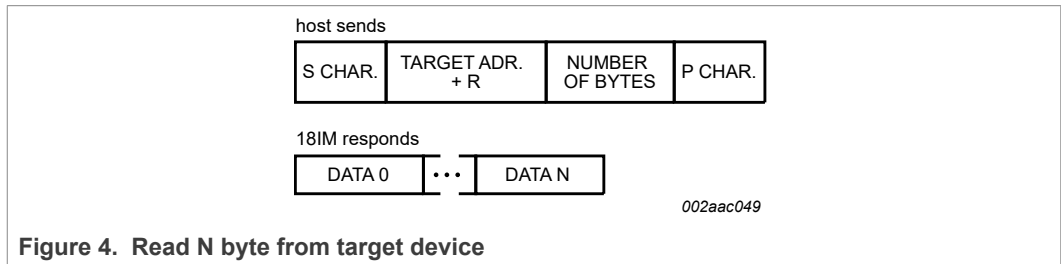 host sends
S CHAR.
TARGET ADR.
+ R
NUMBER
OF BYTES
P CHAR.
18IM responds
DATA 0
• • •
DATA N
002aac049
Figure 4. Read N byte from target device